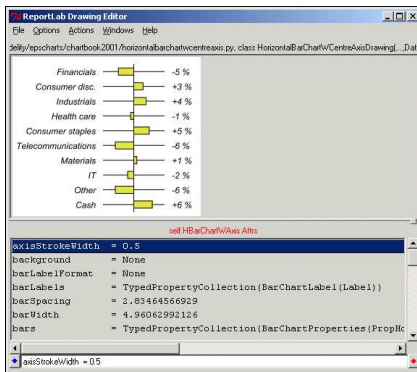 ReportLab Drawing Editor
File Options Actions Windows Help
delity/epscharts/chartbook2001/horizontalbarchartwcentreaxis.py, class HorizontalBarChartWCentreAxisDrawing(...,Dat
Financials -5 %
Consumer disc. +3 %
Industrials +4 %
Health care -1 %
Consumer staples +5 %
Telecommunications -6 %
Materials +1 %
IT -2 %
Other -6 %
Cash +6 %
self.HBarChartWAxis Attrs
axisStrokeWidth = 0.5
background = None
barLabelFormat = None
barLabels = TypedPropertyCollection(BarChartLabel(Label))
barSpacing = 2.83464566929
barWidth = 4.96062992126
bars = TypedPropertyCollection(BarChartProperties(PropHo
axisStrokeWidth = 0.5